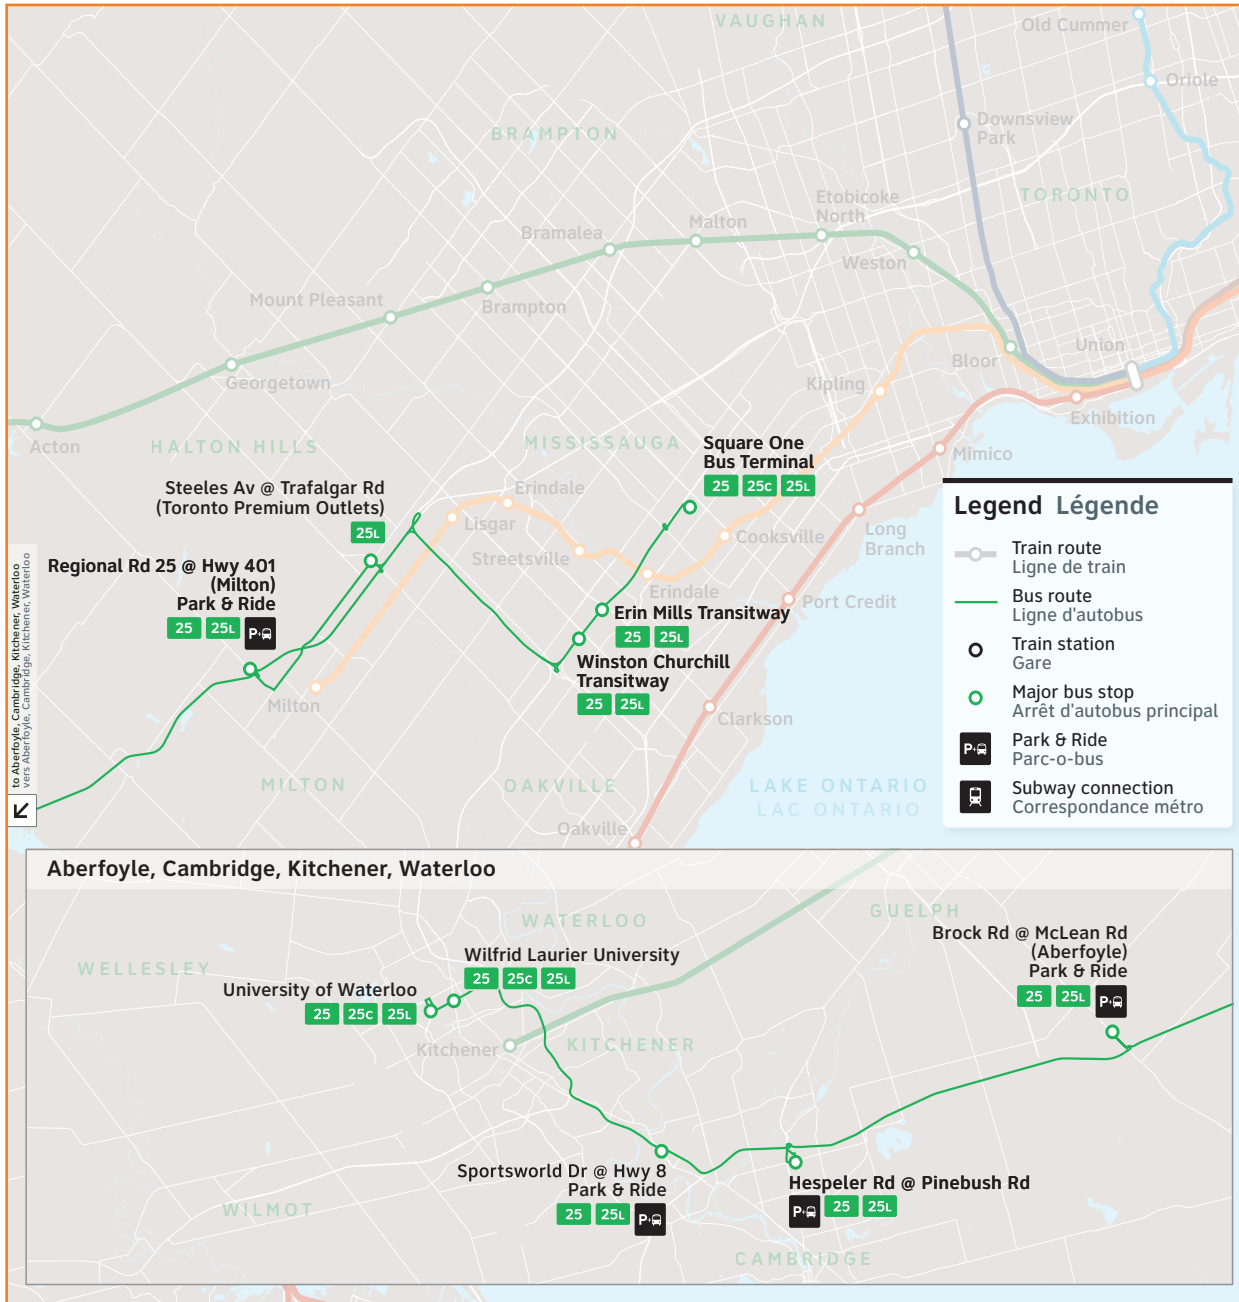 VAUGHAN
Old Cummer
Oriole
Downsview
Park
BRAMPTON
TORONTO
Etobicoke
North
Malton
Bramalea
Weston
Mount Pleasant
Brampton
Union
Bloor
Georgetown
Kipling
Exhibition
Acton
HALTON HILLS
MISSISSAUGA
Square One
Bus Terminal
25 25C 25L
Mimico
Steeles Av @ Trafalgar Rd
(Toronto Premium Outlets)
25L
Erindale
Lisgar
Streetsville
Cooksville
Long
Branch
Erindale
Port Credit
Regional Rd 25 @ Hwy 401
(Milton)
Park & Ride
25 25L P
Erin Mills Transitway
25 25L
Winston Churchill
Transitway
25 25L
Milton
Clarkson
MILTON
OAKVILLE
LAKE ONTARIO
LAC ONTARIO
Oakville
to Aberfoyle, Cambridge, Kitchener, Waterloo
vers Aberfoyle, Cambridge, Kitchener, Waterloo
Legend Légende
Train route
Ligne de train
Bus route
Ligne d'autobus
Train station
Gare
Major bus stop
Arrêt d'autobus principal
P
Park & Ride
Parc-o-bus
Subway connection
Correspondance métro
Aberfoyle, Cambridge, Kitchener, Waterloo
WATERLOO
GUELPH
WELLESLEY
Wilfrid Laurier University
25 25C 25L
University of Waterloo
25 25C 25L
Brock Rd @ McLean Rd
(Aberfoyle)
Park & Ride
25 25L P
Kitchener
KITCHENER
Sportsworld Dr @ Hwy 8
Park & Ride
25 25L P
Hespeler Rd @ Pinebush Rd
P 25 25L
WILMOT
CAMBRIDGE